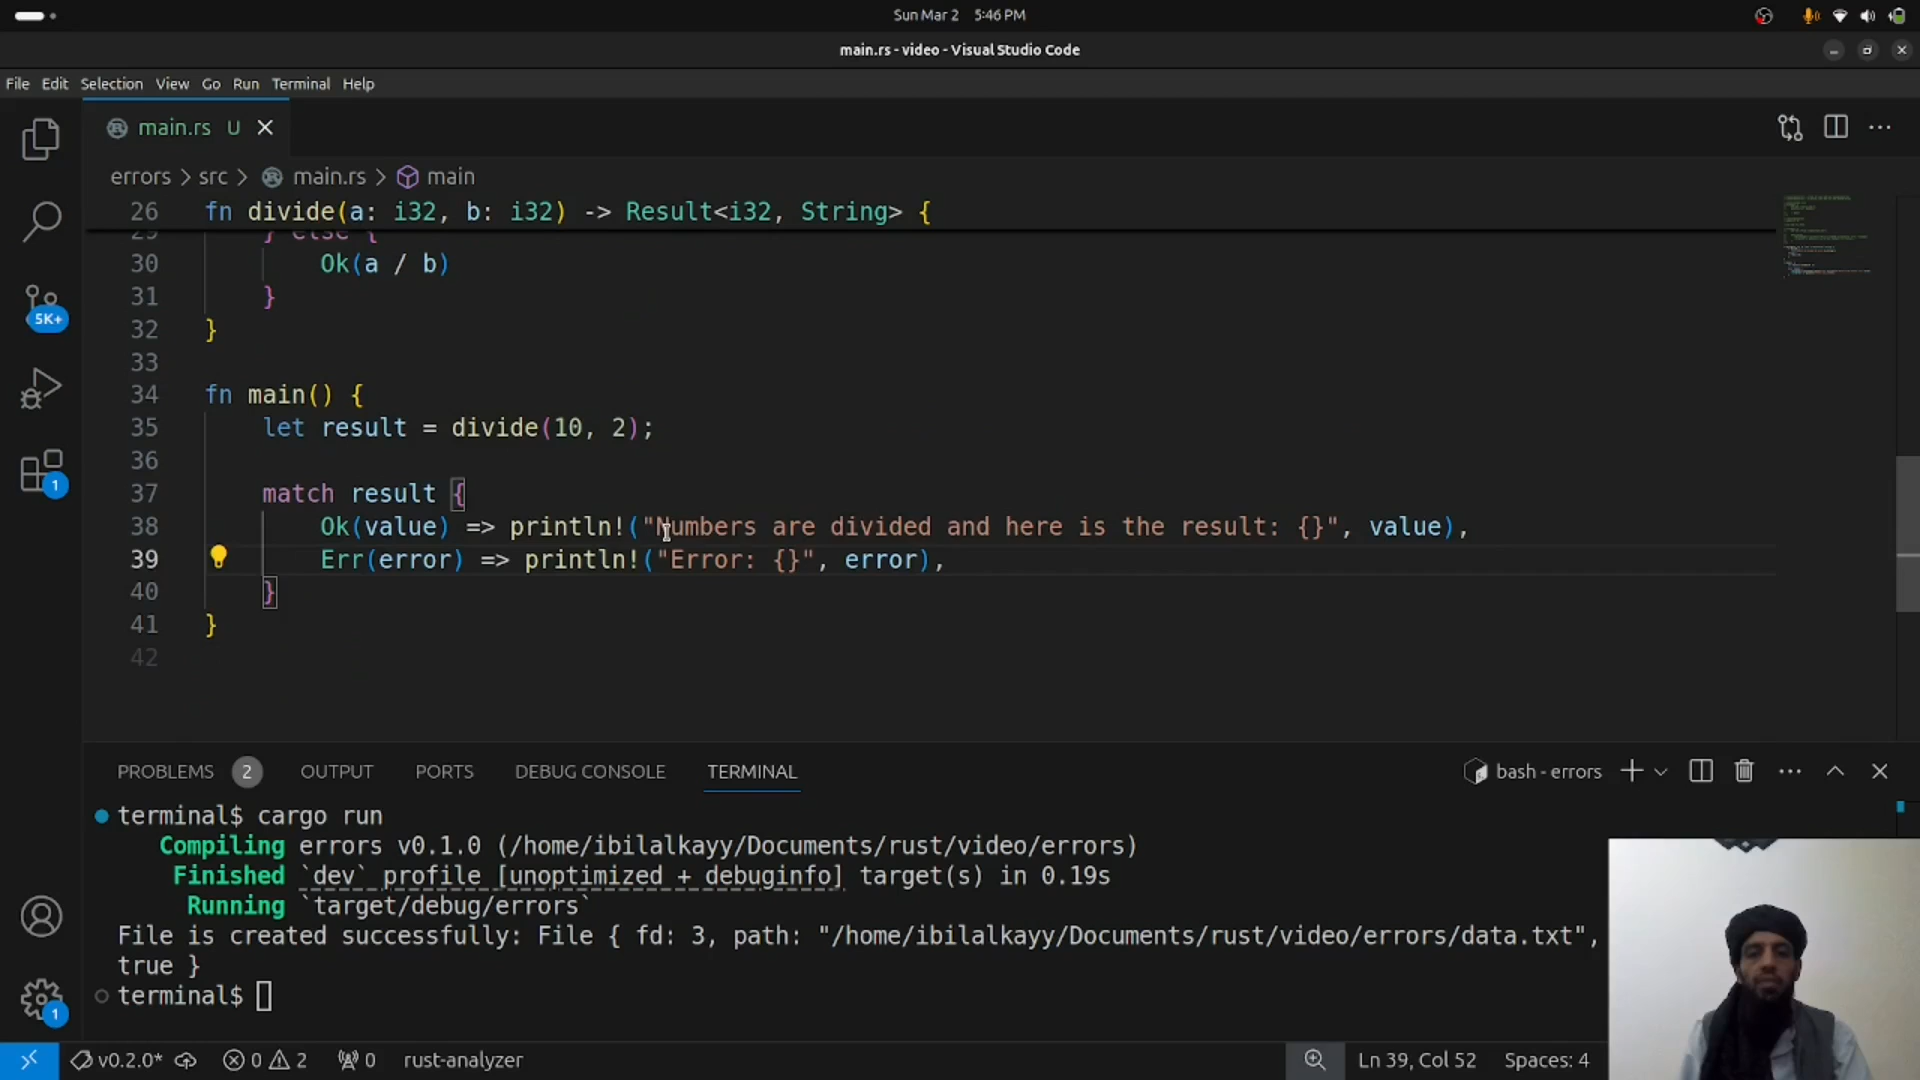 Sun Mar 2 5:46 PM
main.rs - video - Visual Studio Code
File Edit Selection View Go Run Terminal Help
main.rs U
errors > src > main.rs > main
26 fn divide(a: i32, b: i32) -> Result<i32, String> {
29 } else {
30 Ok(a / b)
31 }
32 }
33
34 fn main() {
35 let result = divide(10, 2);
36
37 match result {
38 Ok(value) => println!("Numbers are divided and here is the result: {}", value),
39 Err(error) => println!("Error: {}", error),
40 }
41 }
42
5K+
1
PROBLEMS 2 OUTPUT PORTS DEBUG CONSOLE TERMINAL bash - errors
terminal$ cargo run
Compiling errors v0.1.0 (/home/ibilalkayy/Documents/rust/video/errors)
Finished `dev` profile [unoptimized + debuginfo] target(s) in 0.19s
Running `target/debug/errors`
File is created successfully: File { fd: 3, path: "/home/ibilalkayy/Documents/rust/video/errors/data.txt",
true }
terminal$
1
v0.2.0* 0 2 0 rust-analyzer Ln 39, Col 52 Spaces: 4